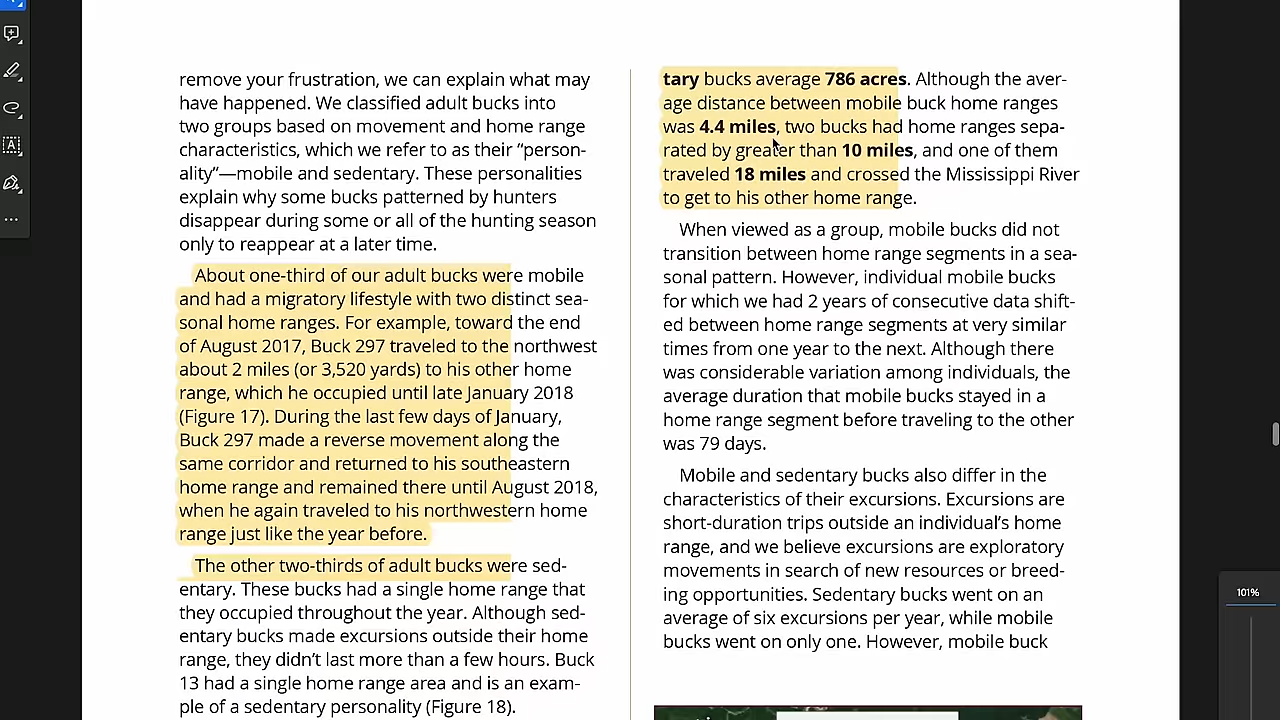 remove your frustration, we can explain what may
have happened. We classified adult bucks into
two groups based on movement and home range
characteristics, which we refer to as their “person-
ality”—mobile and sedentary. These personalities
explain why some bucks patterned by hunters
disappear during some or all of the hunting season
only to reappear at a later time.
About one-third of our adult bucks were mobile
and had a migratory lifestyle with two distinct sea-
sonal home ranges. For example, toward the end
of August 2017, Buck 297 traveled to the northwest
about 2 miles (or 3,520 yards) to his other home
range, which he occupied until late January 2018
(Figure 17). During the last few days of January,
Buck 297 made a reverse movement along the
same corridor and returned to his southeastern
home range and remained there until August 2018,
when he again traveled to his northwestern home
range just like the year before.
The other two-thirds of adult bucks were sed-
entary. These bucks had a single home range that
they occupied throughout the year. Although sed-
entary bucks made excursions outside their home
range, they didn’t last more than a few hours. Buck
13 had a single home range area and is an exam-
ple of a sedentary personality (Figure 18).
tary bucks average 786 acres. Although the aver-
age distance between mobile buck home ranges
was 4.4 miles, two bucks had home ranges sepa-
rated by greater than 10 miles, and one of them
traveled 18 miles and crossed the Mississippi River
to get to his other home range.
When viewed as a group, mobile bucks did not
transition between home range segments in a sea-
sonal pattern. However, individual mobile bucks
for which we had 2 years of consecutive data shift-
ed between home range segments at very similar
times from one year to the next. Although there
was considerable variation among individuals, the
average duration that mobile bucks stayed in a
home range segment before traveling to the other
was 79 days.
Mobile and sedentary bucks also differ in the
characteristics of their excursions. Excursions are
short-duration trips outside an individual’s home
range, and we believe excursions are exploratory
movements in search of new resources or breed-
ing opportunities. Sedentary bucks went on an
average of six excursions per year, while mobile
bucks went on only one. However, mobile buck
101%